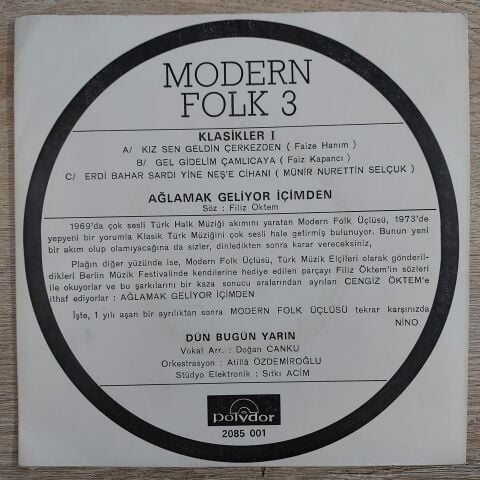 MODERN
FOLK 3
KLASİKLER I
A/ KIZ SEN GELDİN ÇERKEZDEN ( Faize Hanım )
B/ GEL GİDELİM ÇAMLICAYA ( Faiz Kapancı )
C/ ERDİ BAHAR SARDI YİNE NEŞ'E CİHANI ( MÜNİR NURETTİN SELÇUK )
AĞLAMAK GELİYOR İÇİMDEN
Söz : Filiz Öktem
1969'da çok sesli Türk Halk Müziği akımını yaratan Modern Folk Üçlüsü, 1973'de
yepyeni bir yorumla Klasik Türk Müziğini çok sesli hale getirmiş bulunuyor. Bunun yeni
bir akım olup olamıyacağına da sizler, dinledikten sonra karar vereceksiniz,
Plağın diğer yüzünde ise, Modern Folk Üçlüsü, Türk Müzik Elçileri olarak gönderil-
dikleri Berlin Müzik Festivalinde kendilerine hediye edilen parçayı Filiz Öktem'in sözleri
ile okuyorlar ve bu şarkılarını bir kaza sonucu aralarından ayrılan CENGİZ ÖKTEM'e
ithaf ediyorlar : AĞLAMAK GELİYOR İÇİMDEN
İşte, 1 yılı aşan bir ayrılıktan sonra MODERN FOLK ÜÇLÜSÜ tekrar karşınızda
NİNO
DÜN BUGÜN YARIN
Vokal Arr. : Doğan CANKU
Orkestrasyon : Atillâ ÖZDEMİROĞLU
Stüdyo Elektronik : Sıtkı ACİM
polydor
2085 001